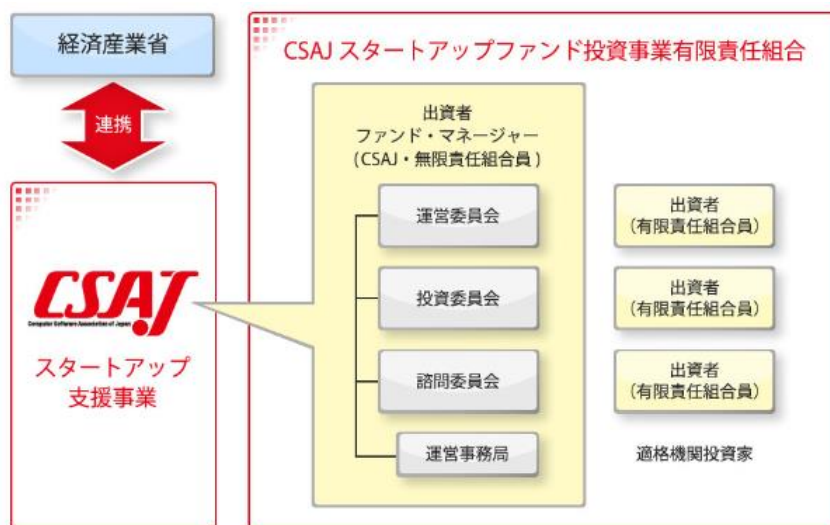 経済産業省
連携
CSAJ
Computer Software Association of Japan
スタートアップ
支援事業
CSAJ スタートアップファンド投資事業有限責任組合
出資者
ファンド・マネージャー
(CSAJ・無限責任組合員)
運営委員会
投資委員会
諮問委員会
運営事務局
出資者
(有限責任組合員)
出資者
(有限責任組合員)
出資者
(有限責任組合員)
適格機関投資家